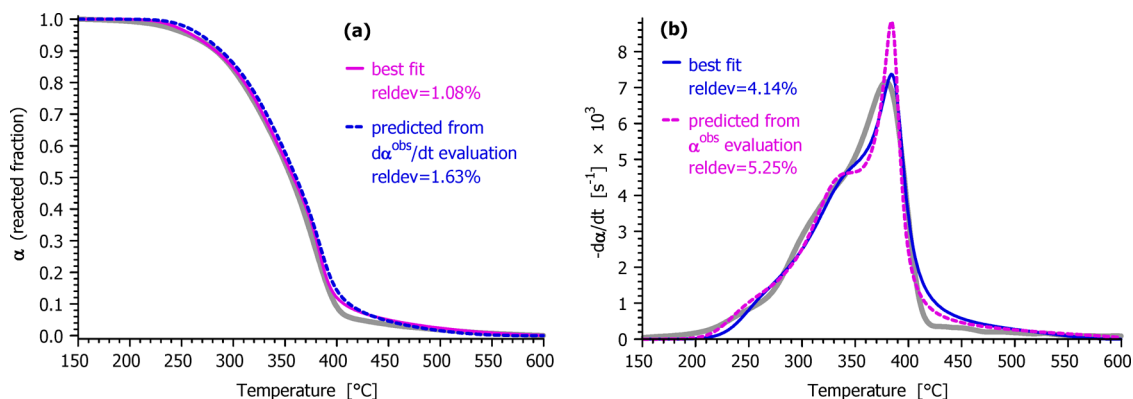 (a)
best fit
reldev=1.08%
predicted from
dα^obs/dt evaluation
reldev=1.63%
α (reacted fraction)
1.0
0.9
0.8
0.7
0.6
0.5
0.4
0.3
0.2
0.1
0.0
150 200 250 300 350 400 450 500 550 600
Temperature [°C]
(b)
best fit
reldev=4.14%
predicted from
α^obs evaluation
reldev=5.25%
-dα/dt [s⁻¹] × 10³
8
7
6
5
4
3
2
1
0
150 200 250 300 350 400 450 500 550 600
Temperature [°C]